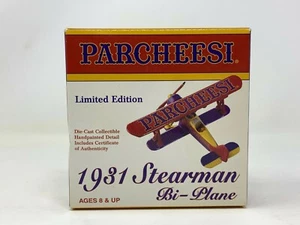 PARCHEESI®
Limited Edition
PARCHEESI
Die-Cast Collectible
Handpainted Detail
Includes Certificate
of Authenticity
1931 Stearman
Bi-Plane
AGES 8 & UP